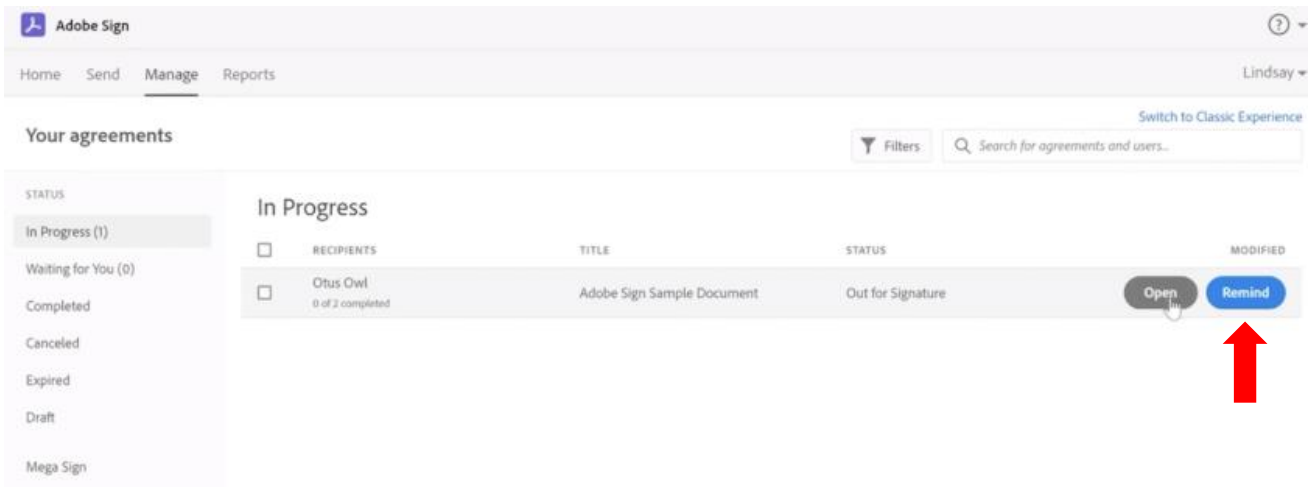 Adobe Sign
Home Send Manage Reports
Lindsay
Switch to Classic Experience
Your agreements
Filters
Search for agreements and users...
STATUS
In Progress (1)
Waiting for You (0)
Completed
Canceled
Expired
Draft
Mega Sign
In Progress
RECIPIENTS TITLE STATUS MODIFIED
Otus Owl Adobe Sign Sample Document Out for Signature Open Remind
0 of 2 completed